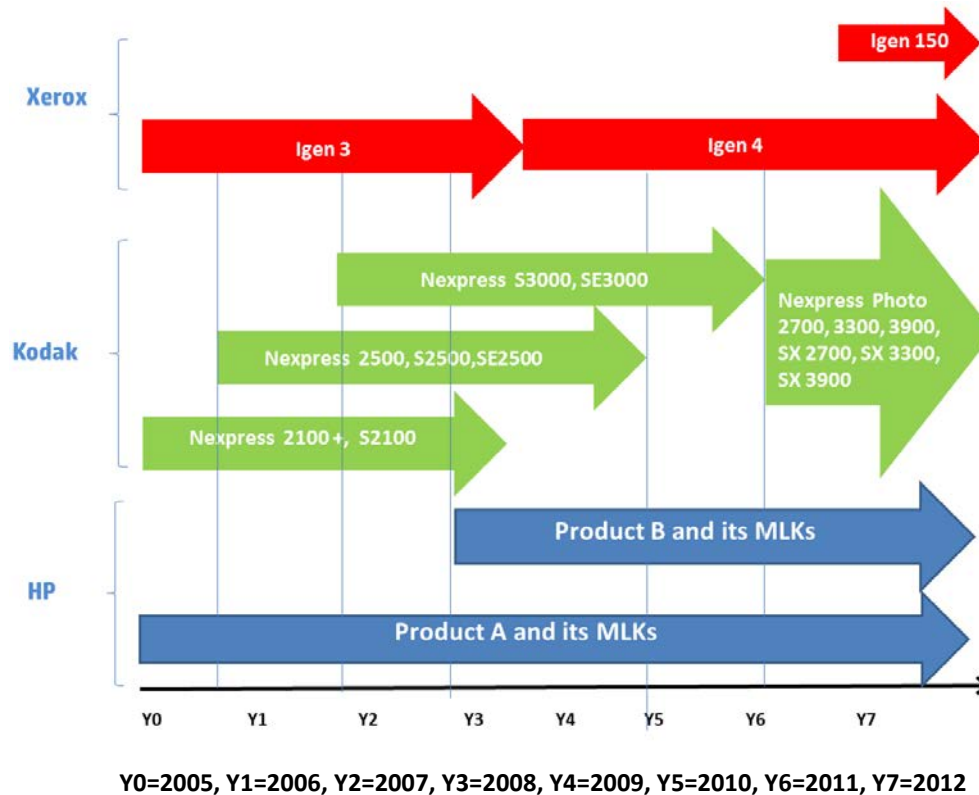 Igen 150
Xerox
Igen 3
Igen 4
Nexpress S3000, SE3000
Nexpress Photo
2700, 3300, 3900,
SX 2700, SX 3300,
SX 3900
Kodak
Nexpress 2500, S2500,SE2500
Nexpress 2100 +, S2100
Product B and its MLKs
HP
Product A and its MLKs
Y0 Y1 Y2 Y3 Y4 Y5 Y6 Y7
Y0=2005, Y1=2006, Y2=2007, Y3=2008, Y4=2009, Y5=2010, Y6=2011, Y7=2012